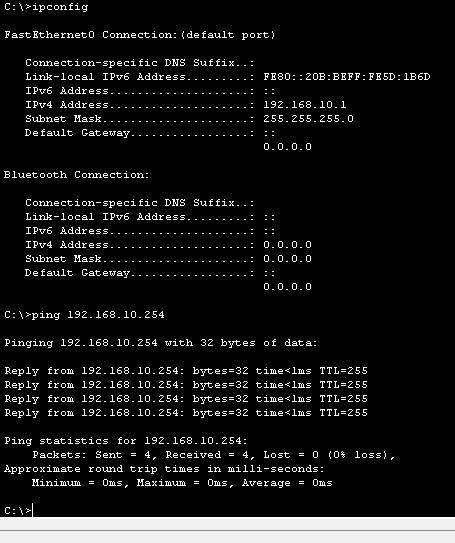 C:\>ipconfig
FastEthernet0 Connection:(default port)
Connection-specific DNS Suffix..:
Link-local IPv6 Address.........: FE80::20B:BEFF:FE5D:1B6D
IPv6 Address....................: ::
IPv4 Address....................: 192.168.10.1
Subnet Mask.....................: 255.255.255.0
Default Gateway.................: ::
0.0.0.0
Bluetooth Connection:
Connection-specific DNS Suffix..:
Link-local IPv6 Address.........: ::
IPv6 Address....................: ::
IPv4 Address....................: 0.0.0.0
Subnet Mask.....................: 0.0.0.0
Default Gateway.................: ::
0.0.0.0
C:\>ping 192.168.10.254
Pinging 192.168.10.254 with 32 bytes of data:
Reply from 192.168.10.254: bytes=32 time<1ms TTL=255
Reply from 192.168.10.254: bytes=32 time<1ms TTL=255
Reply from 192.168.10.254: bytes=32 time<1ms TTL=255
Reply from 192.168.10.254: bytes=32 time<1ms TTL=255
Ping statistics for 192.168.10.254:
Packets: Sent = 4, Received = 4, Lost = 0 (0% loss),
Approximate round trip times in milli-seconds:
Minimum = 0ms, Maximum = 0ms, Average = 0ms
C:\>